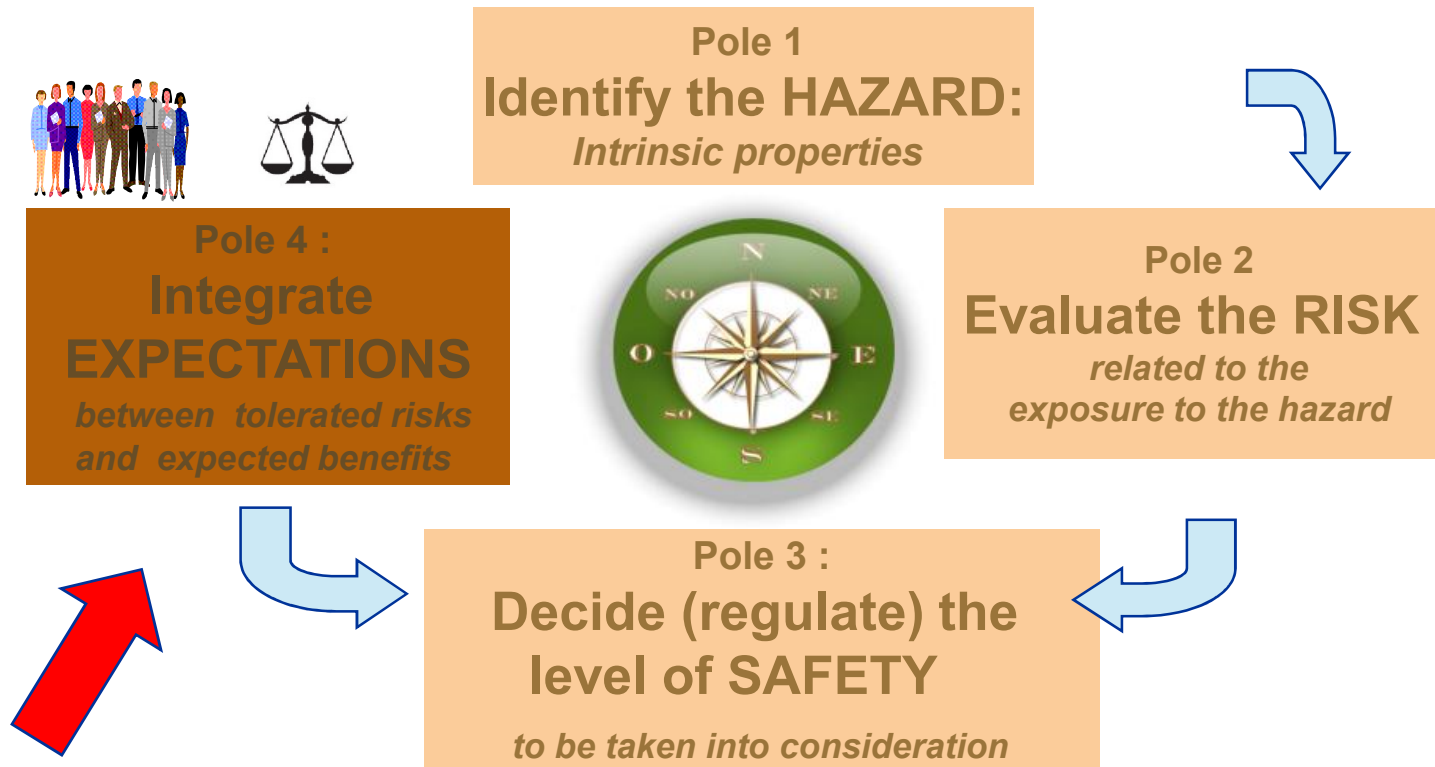 Pole 1
Identify the HAZARD:
Intrinsic properties
Pole 4 :
Integrate
EXPECTATIONS
between tolerated risks
and expected benefits
N
NO
NE
O
E
SO
SE
S
Pole 2
Evaluate the RISK
related to the
exposure to the hazard
Pole 3 :
Decide (regulate) the
level of SAFETY
to be taken into consideration